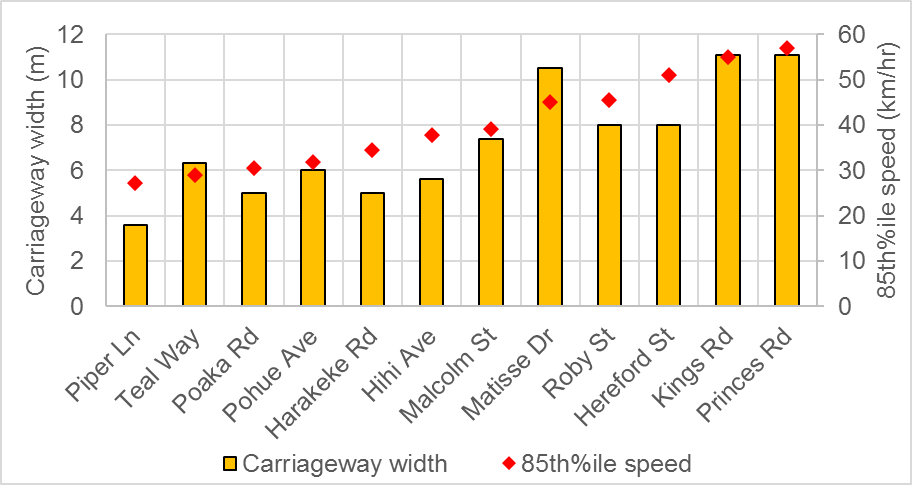 Carriageway width (m)
12
10
8
6
4
2
0
60
50
40
30
20
10
0
85th%ile speed (km/hr)
Piper Ln
Teal Way
Poaka Rd
Pohue Ave
Harakeke Rd
Hihi Ave
Malcolm St
Matisse Dr
Roby St
Hereford St
Kings Rd
Princes Rd
Carriageway width
85th%ile speed